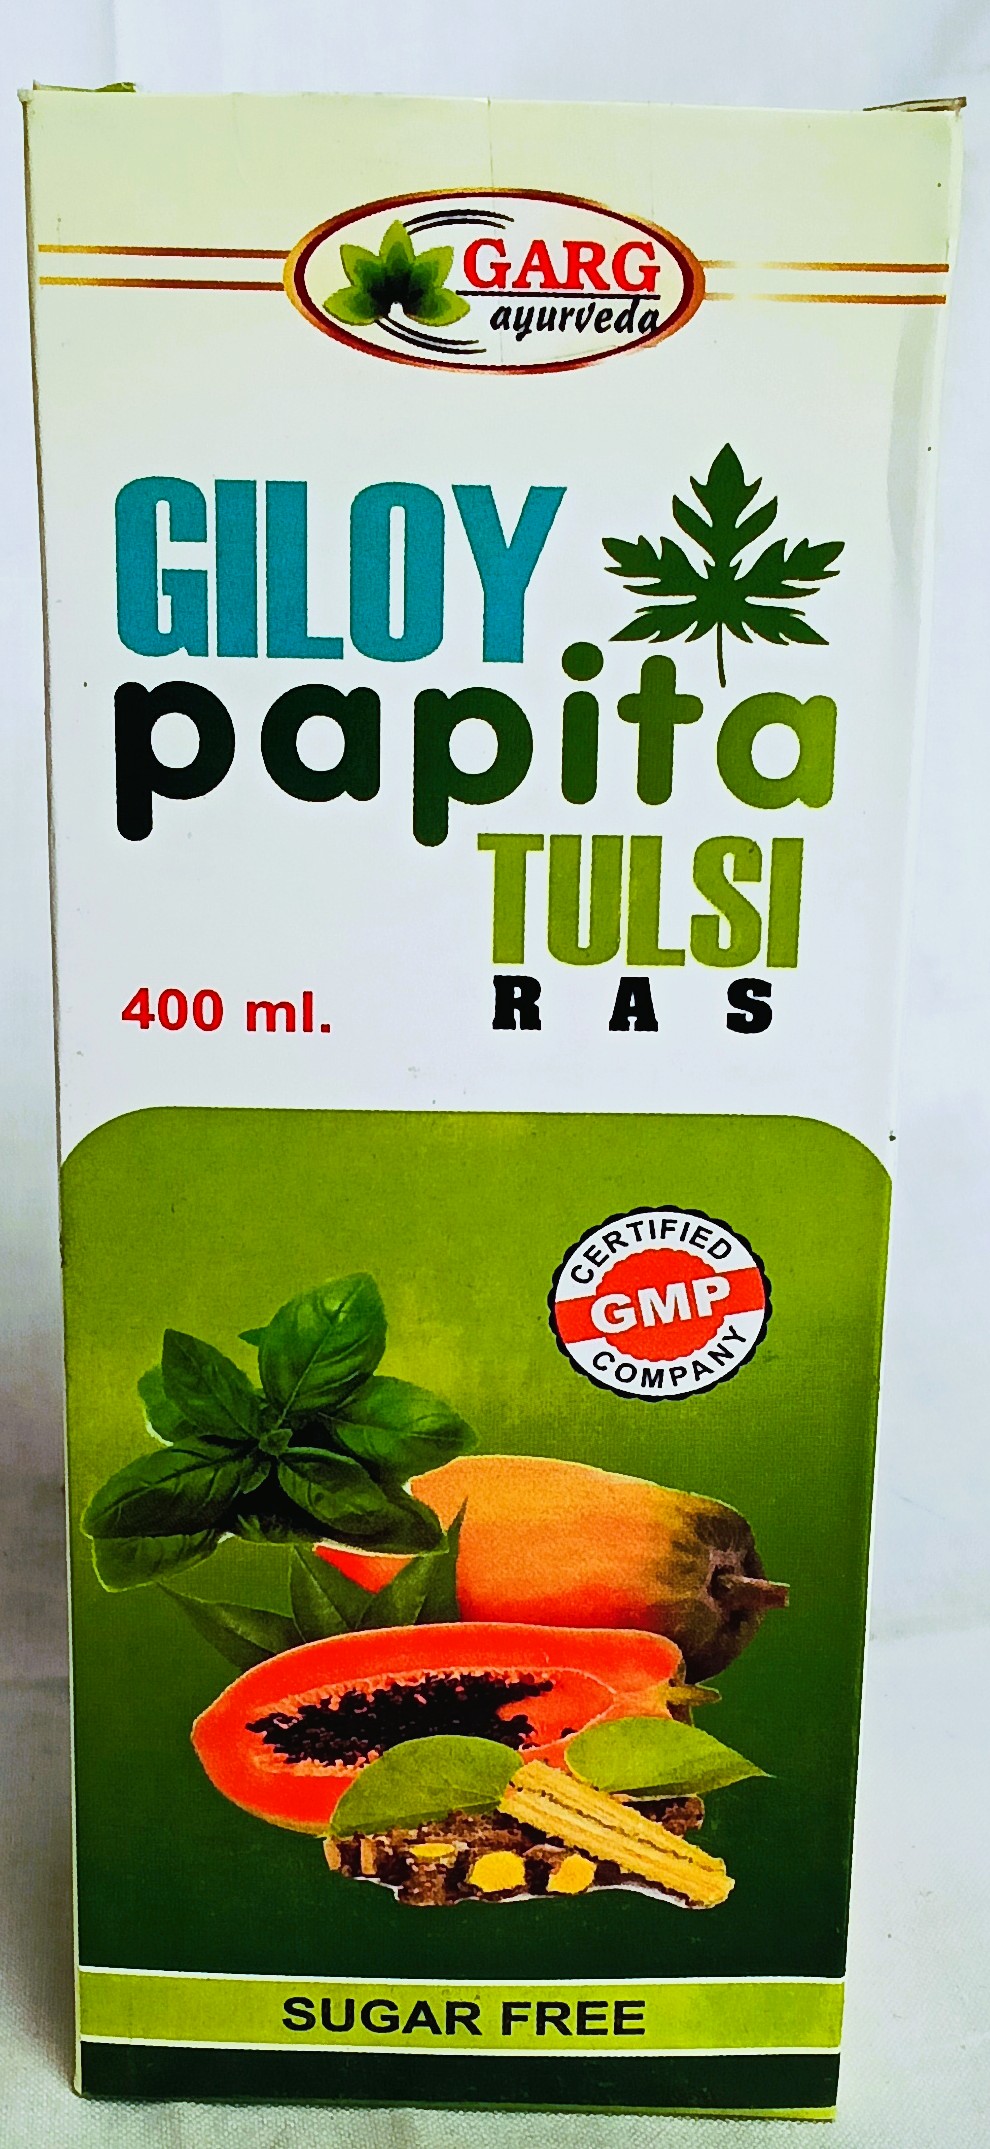 GARG
ayurveda
GILOY
papita
TULSI
400 ml.
RAS
CERTIFIED
GMP
COMPANY
SUGAR FREE